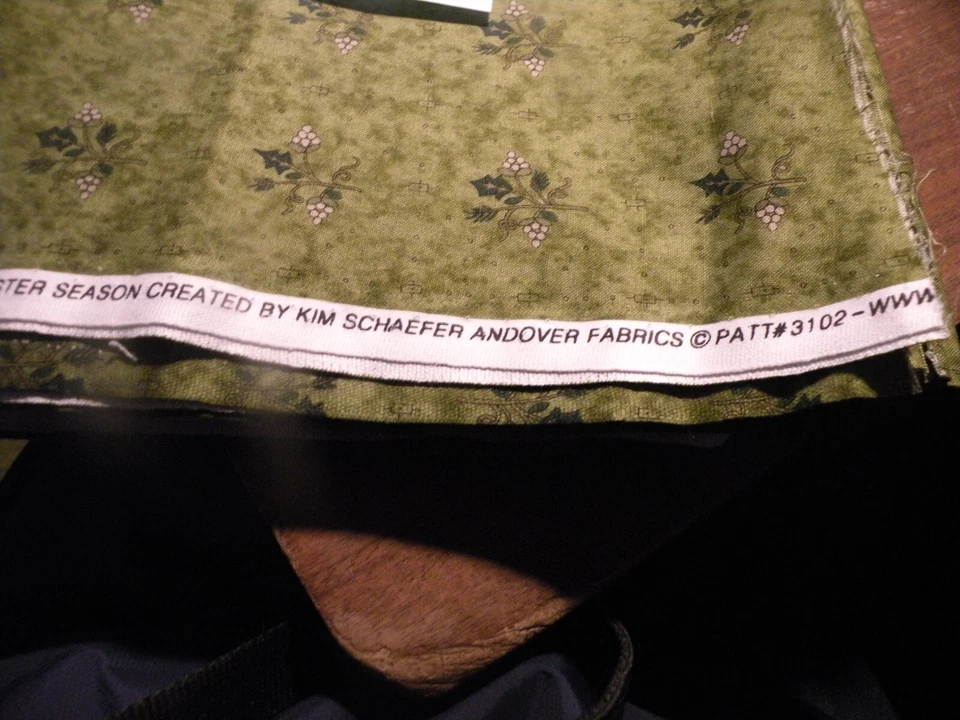 STER SEASON CREATED BY KIM SCHAEFER ANDOVER FABRICS © PATT#3102-WWW